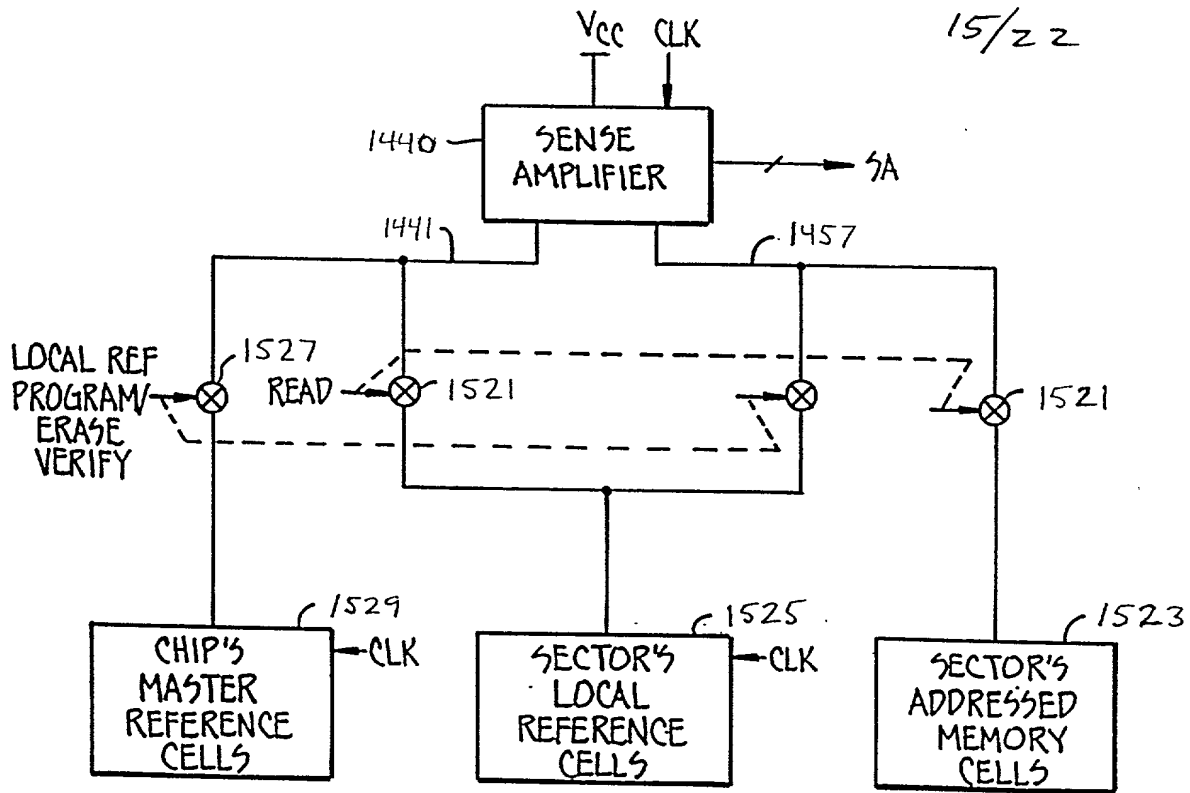 15/22
VCC CLK
1440
SENSE
AMPLIFIER
SA
1441
1457
LOCAL REF
PROGRAM/
ERASE
VERIFY
1527
READ
1521
1521
1529
CHIP'S
MASTER
REFERENCE
CELLS
CLK
1525
SECTOR'S
LOCAL
REFERENCE
CELLS
CLK
1523
SECTOR'S
ADDRESSED
MEMORY
CELLS